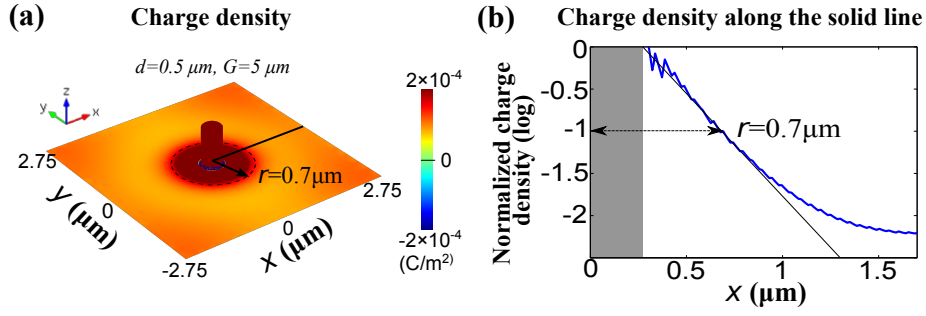 (a)
Charge density
d=0.5 μm, G=5 μm
z
y
x
2×10⁻⁴
0
-2×10⁻⁴
(C/m²)
2.75
r=0.7μm
2.75
y (μm)
0
0
-2.75
x (μm)
(b)
Charge density along the solid line
Normalized charge
density (log)
0
-0.5
-1
r=0.7μm
-1.5
-2
0
0.5
1
1.5
x (μm)